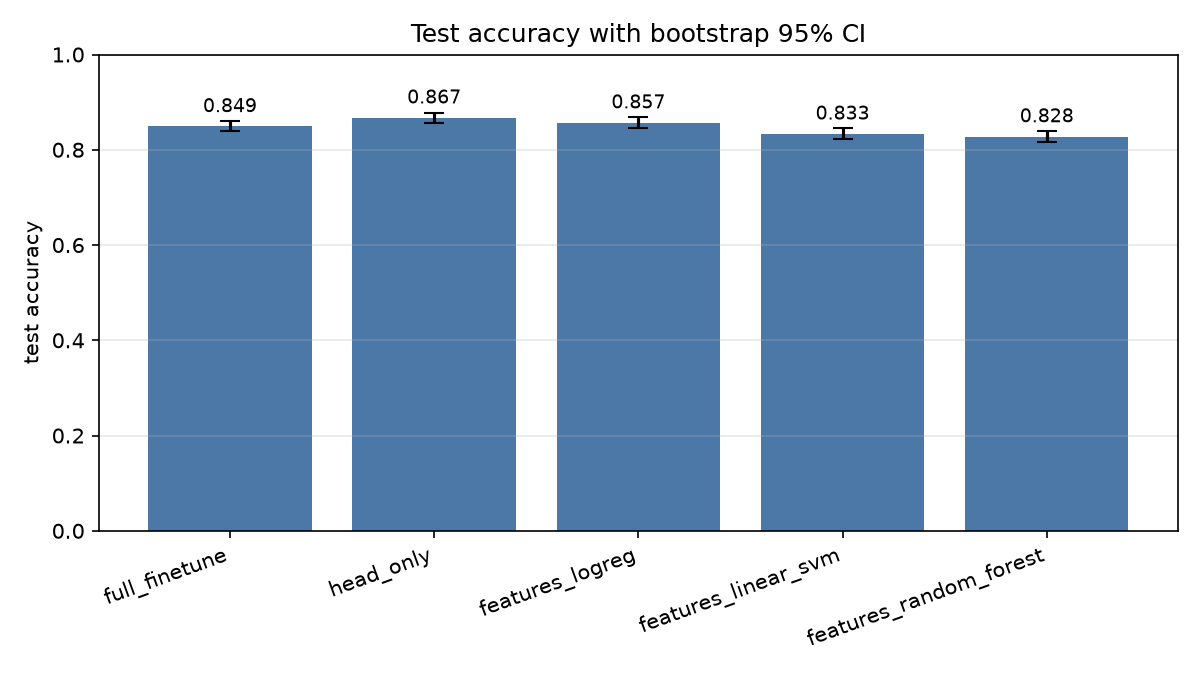 Test accuracy with bootstrap 95% CI
test accuracy
1.0
0.8
0.6
0.4
0.2
0.0
0.849
0.867
0.857
0.833
0.828
full_finetune
head_only
features_logreg
features_linear_svm
features_random_forest